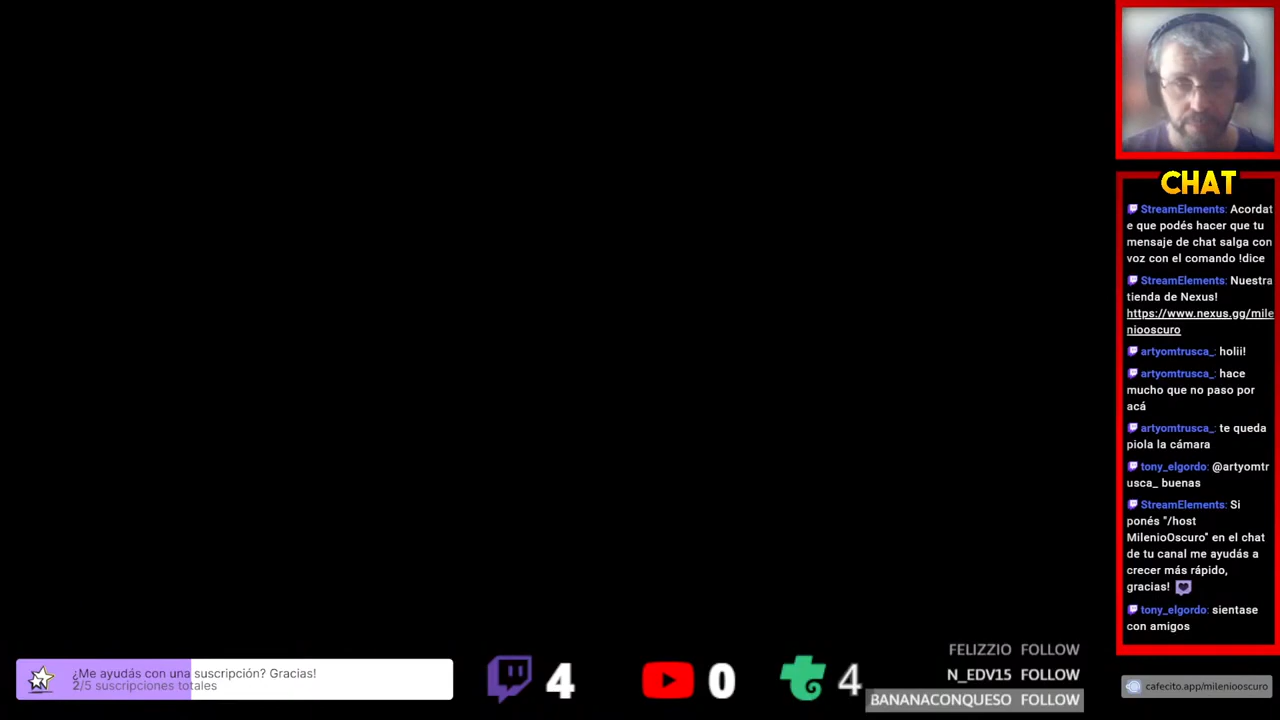 CHAT
StreamElements: Acordat
e que podés hacer que tu
mensaje de chat salga con
voz con el comando !dice
StreamElements: Nuestra
tienda de Nexus!
https://www.nexus.gg/mile
niooscuro
artyomtrusca_: holii!
artyomtrusca_: hace
mucho que no paso por
acá
artyomtrusca_: te queda
piola la cámara
tony_elgordo: @artyomtr
usca_ buenas
StreamElements: Si
ponés "/host
MilenioOscuro" en el chat
de tu canal me ayudás a
crecer más rápido,
gracias!
tony_elgordo: sientase
con amigos
¿Me ayudás con una suscripción? Gracias!
2/5 suscripciones totales
4
0
4
FELIZZIO FOLLOW
N_EDV15 FOLLOW
BANANACONQUESO FOLLOW
cafecito.app/mileniooscuro